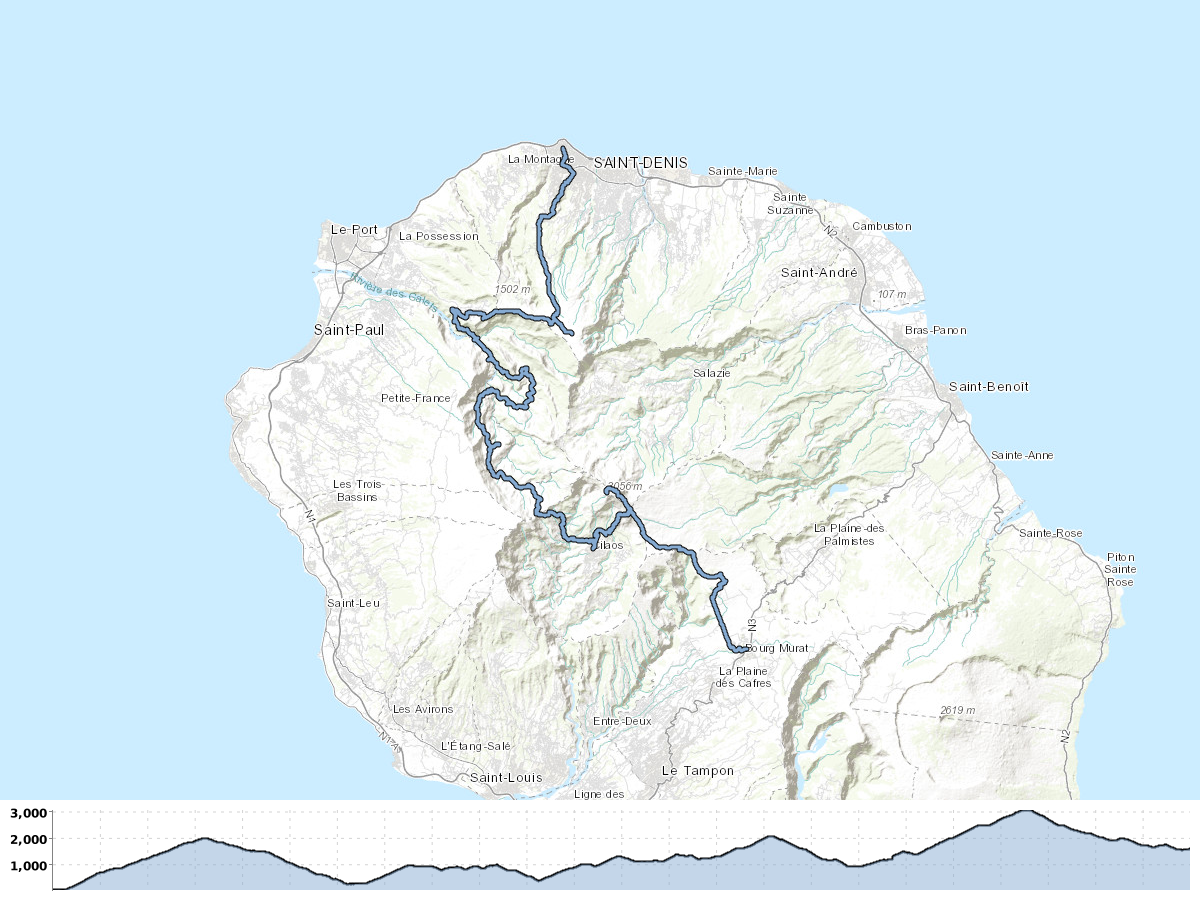 La Montagne
SAINT-DENIS
Sainte-Marie
Sainte
Suzanne
N2
Cambuston
Le Port
La Possession
Saint-André
Rivière des Galets
1502 m
107 m
Saint-Paul
Bras-Panon
Salazie
Saint-Benoît
Petite-France
Sainte-Anne
Les Trois-
Bassins
3056 m
N1
La Plaine-des
Palmistes
Sainte-Rose
Cilaos
Piton
Sainte
Rose
Saint-Leu
N3
Bourg Murat
La Plaine
des Cafres
Les Avirons
Entre-Deux
2619 m
N1A
N2
L'Étang-Salé
Saint-Louis
Le Tampon
Ligne des
3,000
2,000
1,000